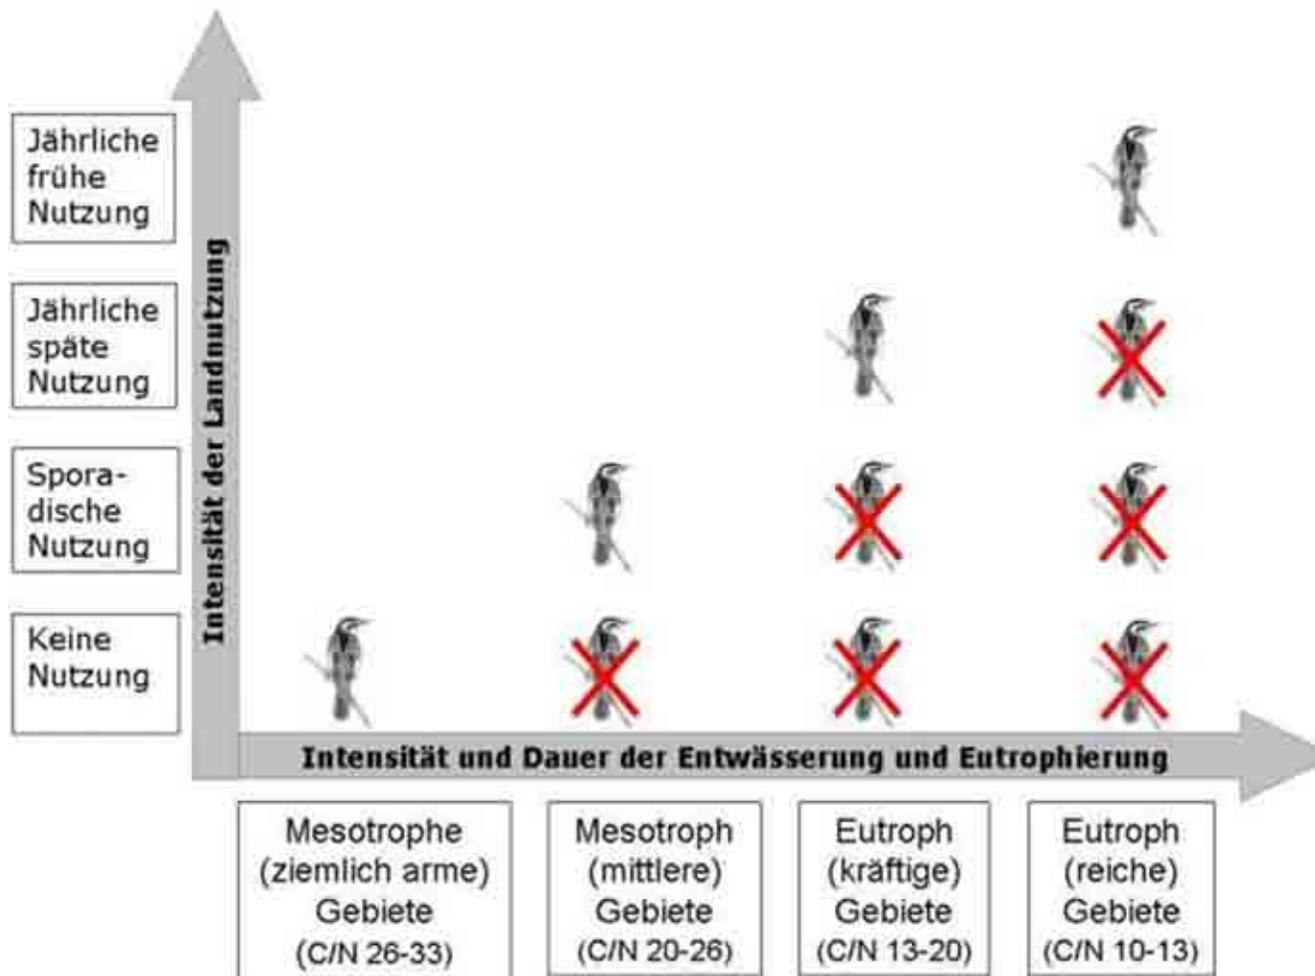 Jährliche
frühe
Nutzung
Jährliche
späte
Nutzung
Spora-
dische
Nutzung
Keine
Nutzung
Intensität der Landnutzung
Intensität und Dauer der Entwässerung und Eutrophierung
Mesotrophe
(ziemlich arme)
Gebiete
(C/N 26-33)
Mesotroph
(mittlere)
Gebiete
(C/N 20-26)
Eutroph
(kräftige)
Gebiete
(C/N 13-20)
Eutroph
(reiche)
Gebiete
(C/N 10-13)